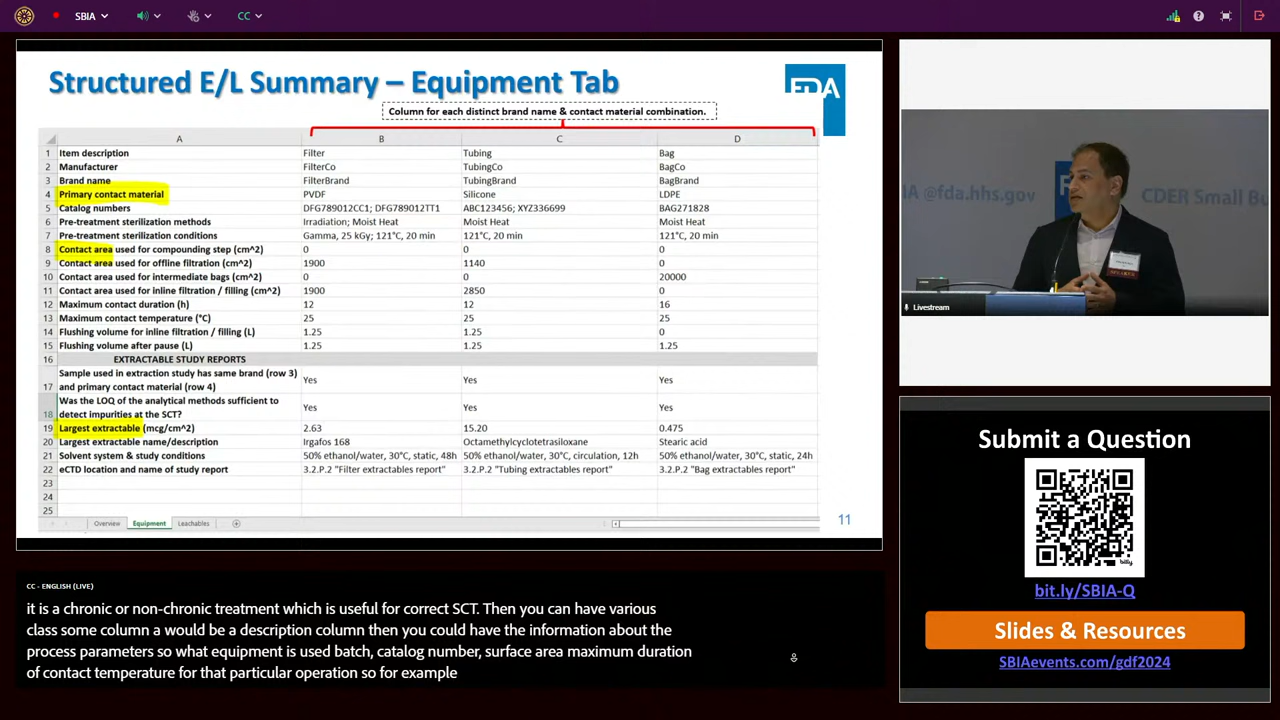 SBIA
CC
Structured E/L Summary – Equipment Tab
FDA
Column for each distinct brand name & contact material combination.
A B C D
1 Item description Filter Tubing Bag
2 Manufacturer FilterCo TubingCo BagCo
3 Brand name FilterBrand TubingBrand BagBrand
4 Primary contact material PVDF Silicone LDPE
5 Catalog numbers DFG789012CC1; DFG789012TT1 ABC123456; XYZ336699 BAG271828
6 Pre-treatment sterilization methods Irradiation; Moist Heat Moist Heat Moist Heat
7 Pre-treatment sterilization conditions Gamma, 25 kGy; 121°C, 20 min 121°C, 20 min 121°C, 20 min
8 Contact area used for compounding step (cm^2) 0 0 0
9 Contact area used for offline filtration (cm^2) 1900 1140 0
10 Contact area used for intermediate bags (cm^2) 0 0 20000
11 Contact area used for inline filtration / filling (cm^2) 1900 2850 0
12 Maximum contact duration (h) 12 12 16
13 Maximum contact temperature (°C) 25 25 25
14 Flushing volume for inline filtration / filling (L) 1.25 1.25 0
15 Flushing volume after pause (L) 1.25 1.25 1.25
16 EXTRACTABLE STUDY REPORTS
Sample used in extraction study has same brand (row 3)
17 and primary contact material (row 4) Yes Yes Yes
Was the LOQ of the analytical methods sufficient to
18 detect impurities at the SCT? Yes Yes Yes
19 Largest extractable (mcg/cm^2) 2.63 15.20 0.475
20 Largest extractable name/description Irgafos 168 Octamethylcyclotetrasiloxane Stearic acid
21 Solvent system & study conditions 50% ethanol/water, 30°C, static, 48h 50% ethanol/water, 30°C, circulation, 12h 50% ethanol/water, 30°C, static, 24h
22 eCTD location and name of study report 3.2.P.2 "Filter extractables report" 3.2.P.2 "Tubing extractables report" 3.2.P.2 "Bag extractables report"
23
24
25
Overview Equipment Leachables
11
IA @fda.hhs.gov
CDER Small Bu
Livestream
Submit a Question
bitly
bit.ly/SBIA-Q
Slides & Resources
SBIAevents.com/gdf2024
CC - ENGLISH (LIVE)
it is a chronic or non-chronic treatment which is useful for correct SCT. Then you can have various
class some column a would be a description column then you could have the information about the
process parameters so what equipment is used batch, catalog number, surface area maximum duration
of contact temperature for that particular operation so for example